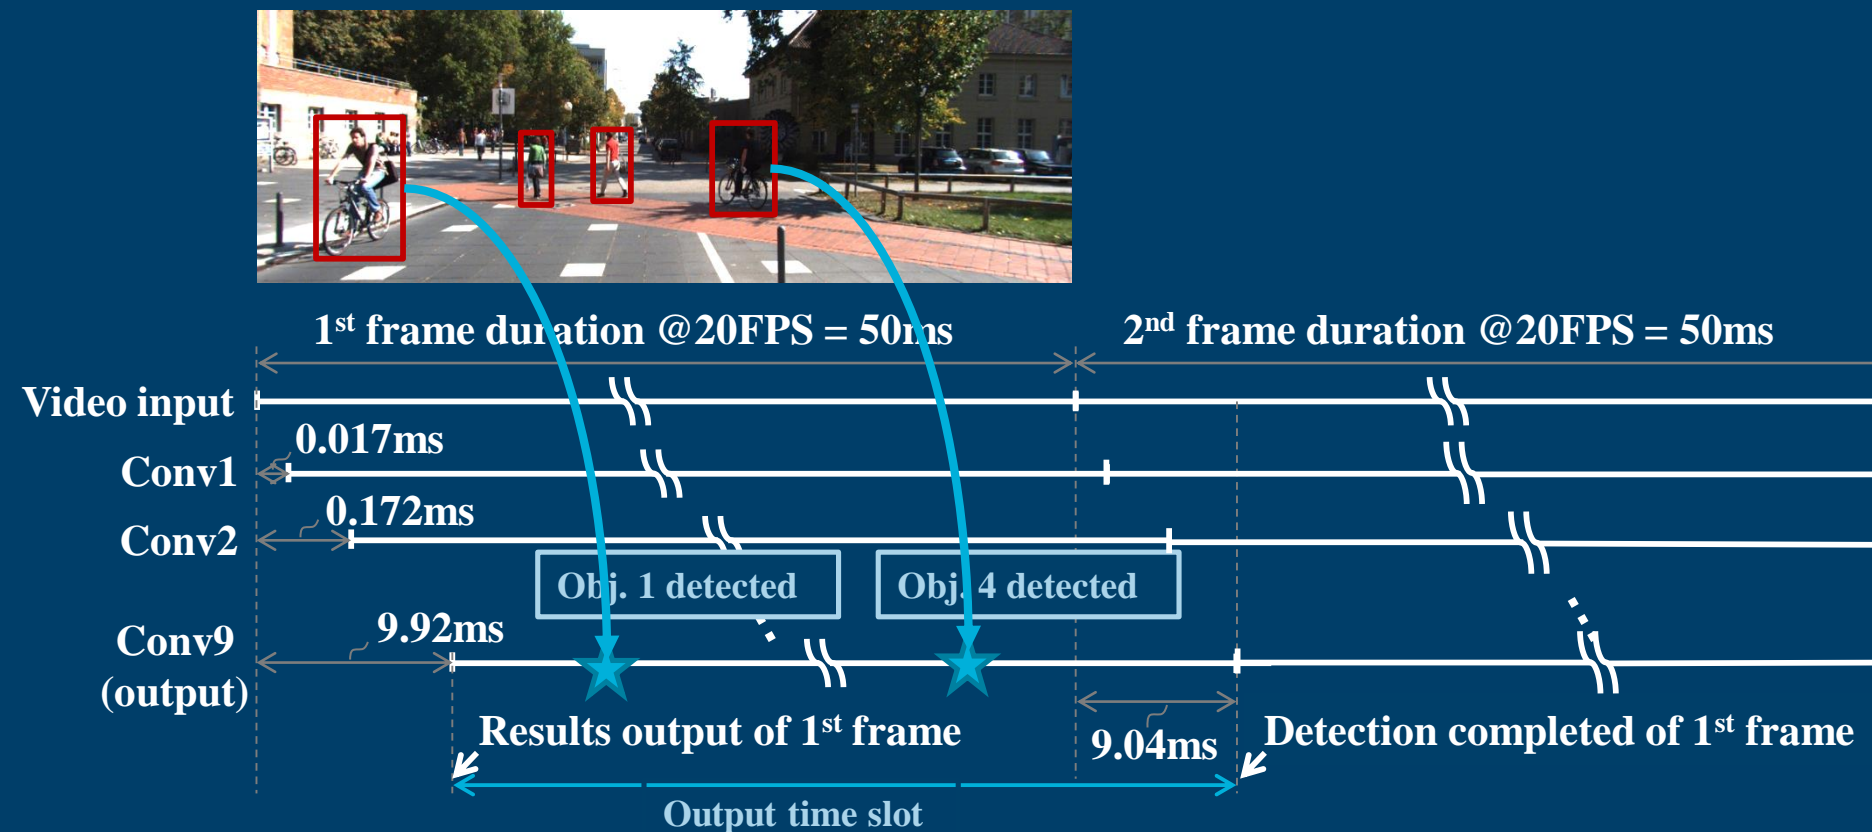 1st frame duration @20FPS = 50ms
2nd frame duration @20FPS = 50ms
Video input
0.017ms
Conv1
0.172ms
Conv2
Obj. 1 detected
Obj. 4 detected
9.92ms
Conv9
(output)
Results output of 1st frame
9.04ms
Detection completed of 1st frame
Output time slot